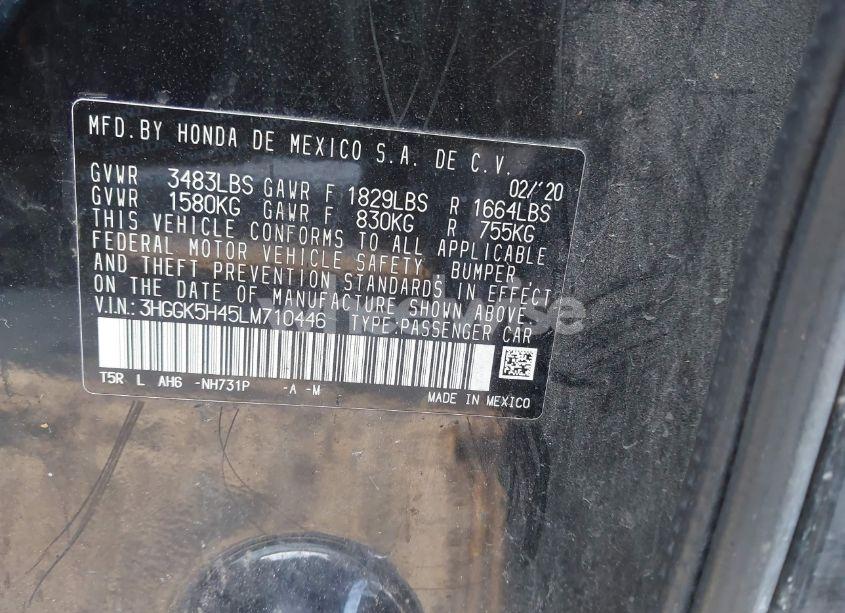 MFD. BY HONDA DE MEXICO S.A. DE C.V.
02/'20
GVWR 3483LBS GAWR F 1829LBS R 1664LBS
GVWR 1580KG GAWR F 830KG R 755KG
THIS VEHICLE CONFORMS TO ALL APPLICABLE
FEDERAL MOTOR VEHICLE SAFETY, BUMPER,
AND THEFT PREVENTION STANDARDS IN EFFECT
ON THE DATE OF MANUFACTURE SHOWN ABOVE.
V.I.N.: 3HGGK5H45LM710446 TYPE:PASSENGER CAR
T5R L AH6 -NH731P -A -M
MADE IN MEXICO